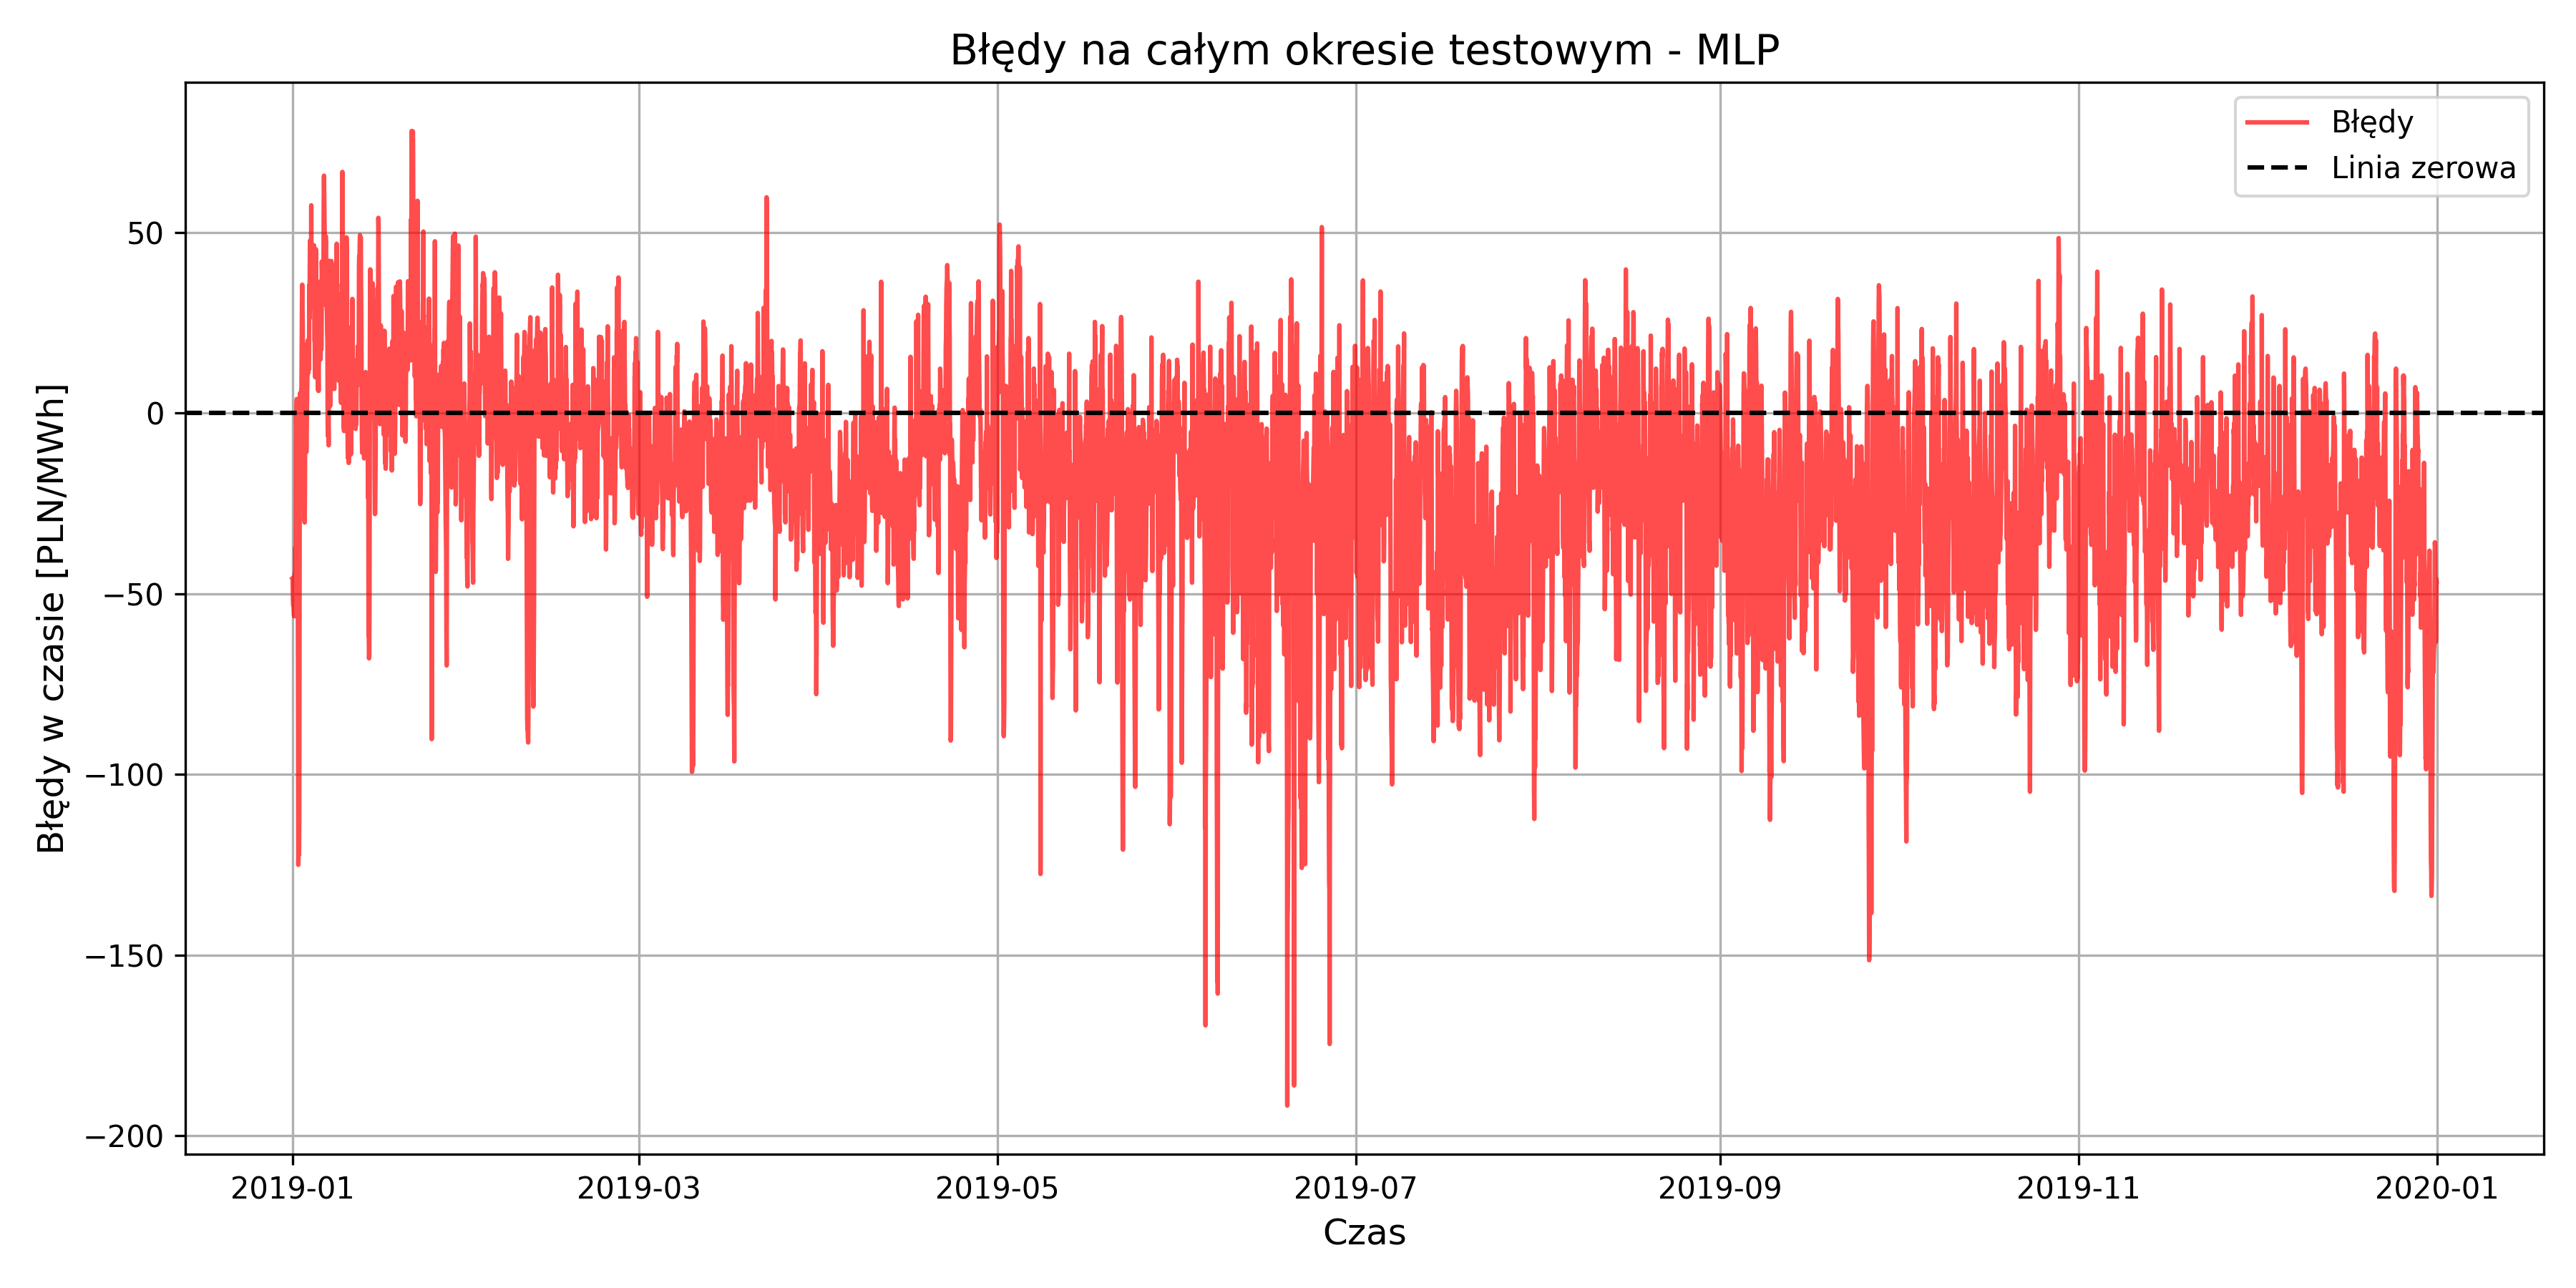 Błędy na całym okresie testowym - MLP
Błędy
Linia zerowa
Błędy w czasie [PLN/MWh]
50
0
−50
−100
−150
−200
2019-01
2019-03
2019-05
2019-07
2019-09
2019-11
2020-01
Czas